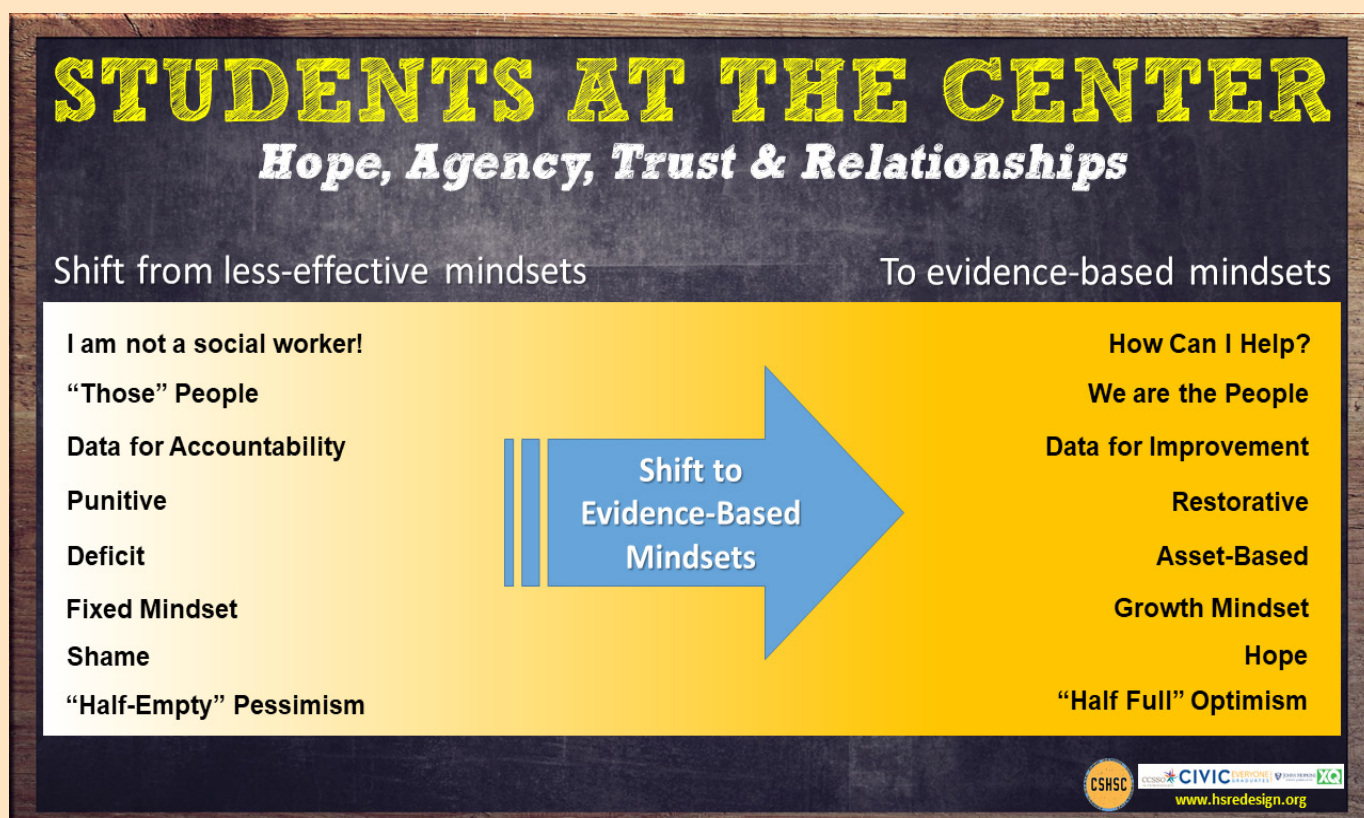 STUDENTS AT THE CENTER
Hope, Agency, Trust & Relationships
Shift from less-effective mindsets
To evidence-based mindsets
I am not a social worker!
How Can I Help?
“Those” People
We are the People
Data for Accountability
Data for Improvement
Punitive
Restorative
Deficit
Asset-Based
Fixed Mindset
Growth Mindset
Shame
Hope
“Half-Empty” Pessimism
“Half Full” Optimism
Shift to
Evidence-Based
Mindsets
CSHSC
CCSSO
CIVIC
EVERYONE
GRADUATES
JOHNS HOPKINS
XQ
www.hsredesign.org